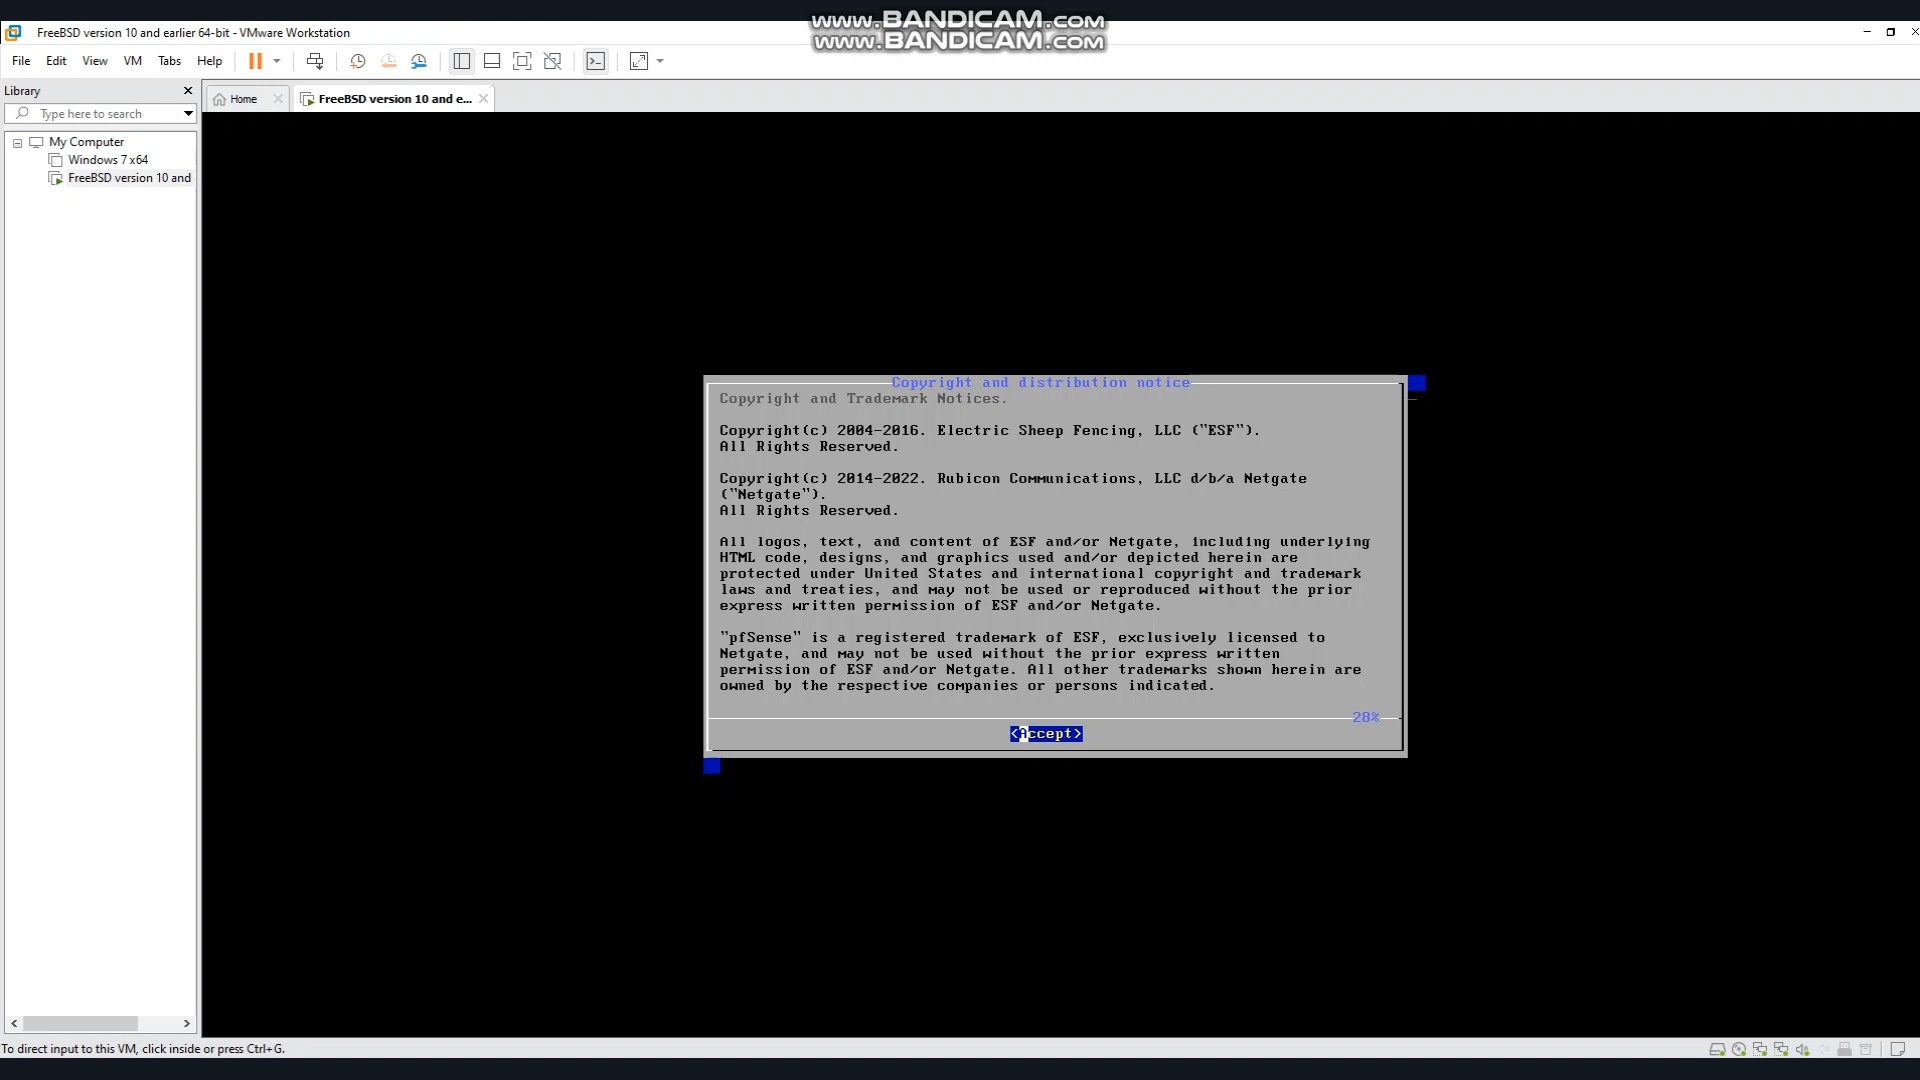 www.BANDICAM.com
www.BANDICAM.com
FreeBSD version 10 and earlier 64-bit - VMware Workstation
File Edit View VM Tabs Help
Library
Home
FreeBSD version 10 and e...
Type here to search
My Computer
Windows 7 x64
FreeBSD version 10 and
Copyright and distribution notice
Copyright and Trademark Notices.
Copyright(c) 2004-2016. Electric Sheep Fencing, LLC ("ESF").
All Rights Reserved.
Copyright(c) 2014-2022. Rubicon Communications, LLC d/b/a Netgate
("Netgate").
All Rights Reserved.
All logos, text, and content of ESF and/or Netgate, including underlying
HTML code, designs, and graphics used and/or depicted herein are
protected under United States and international copyright and trademark
laws and treaties, and may not be used or reproduced without the prior
express written permission of ESF and/or Netgate.
"pfSense" is a registered trademark of ESF, exclusively licensed to
Netgate, and may not be used without the prior express written
permission of ESF and/or Netgate. All other trademarks shown herein are
owned by the respective companies or persons indicated.
28%
<Accept>
To direct input to this VM, click inside or press Ctrl+G.